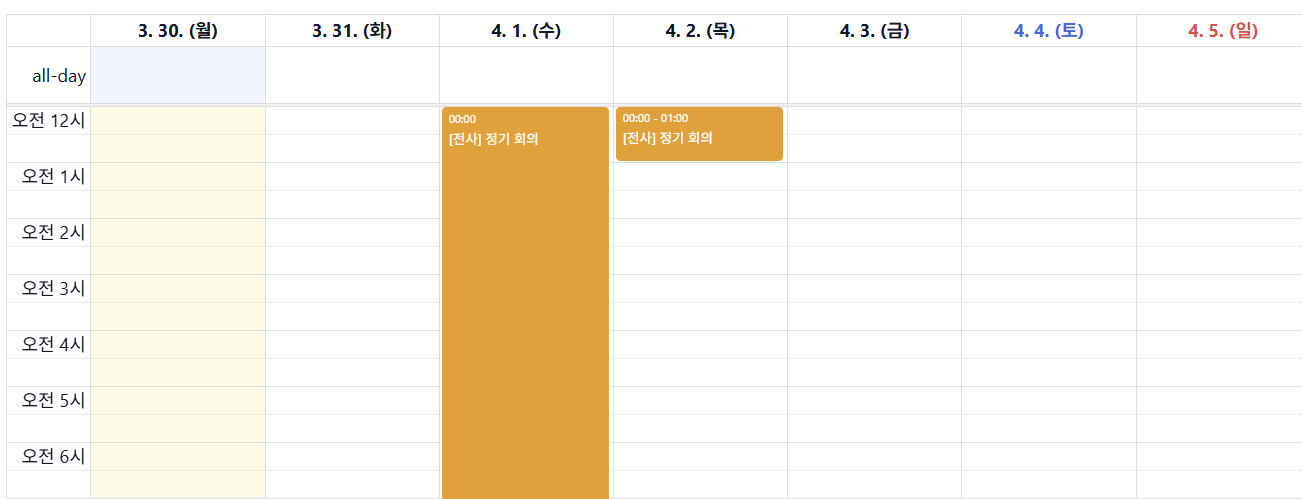 3. 30. (월) 3. 31. (화) 4. 1. (수) 4. 2. (목) 4. 3. (금) 4. 4. (토) 4. 5. (일)
all-day
오전 12시
00:00
[전사] 정기 회의
00:00 - 01:00
[전사] 정기 회의
오전 1시
오전 2시
오전 3시
오전 4시
오전 5시
오전 6시